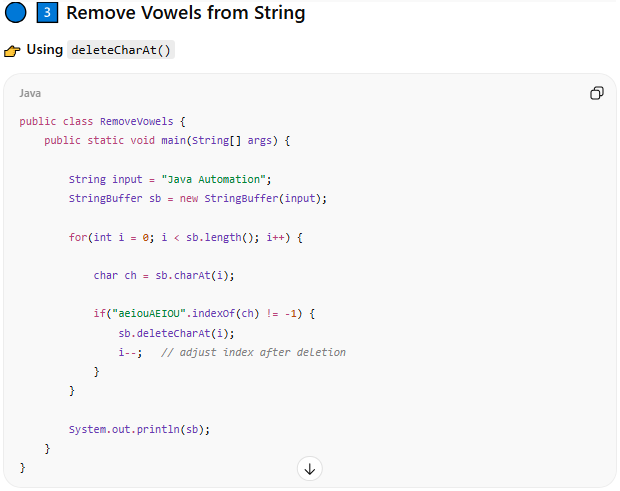 3 Remove Vowels from String
Using deleteCharAt()
Java
public class RemoveVowels {
    public static void main(String[] args) {
        String input = "Java Automation";
        StringBuffer sb = new StringBuffer(input);
        for(int i = 0; i < sb.length(); i++) {
            char ch = sb.charAt(i);
            if("aeiouAEIOU".indexOf(ch) != -1) {
                sb.deleteCharAt(i);
                i--;   // adjust index after deletion
            }
        }
        System.out.println(sb);
    }
}